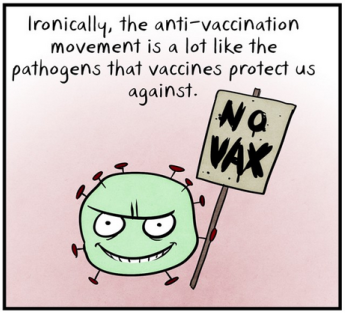 Ironically, the anti-vaccination
movement is a lot like the
pathogens that vaccines protect us
against.
NO
VAX